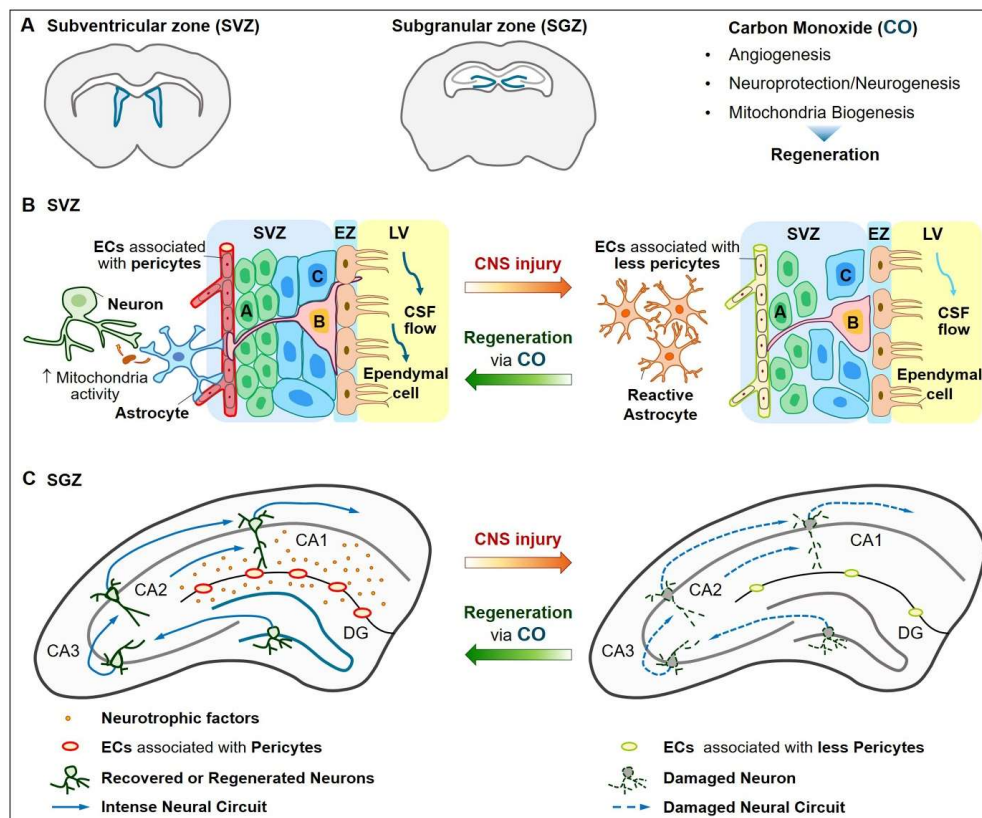 A
Subventricular zone (SVZ)
Subgranular zone (SGZ)
Carbon Monoxide (CO)
• Angiogenesis
• Neuroprotection/Neurogenesis
• Mitochondria Biogenesis
Regeneration
B SVZ
ECs associated
with pericytes
Neuron
↑ Mitochondria
activity
Astrocyte
SVZ
EZ
LV
A
B
C
CSF
flow
Ependymal
cell
CNS injury
Regeneration
via CO
ECs associated with
less pericytes
Reactive
Astrocyte
SVZ
EZ
LV
A
B
C
CSF
flow
Ependymal
cell
C SGZ
CA1
CA2
CA3
DG
CNS injury
Regeneration
via CO
CA1
CA2
CA3
DG
Neurotrophic factors
ECs associated with Pericytes
Recovered or Regenerated Neurons
Intense Neural Circuit
ECs associated with less Pericytes
Damaged Neuron
Damaged Neural Circuit